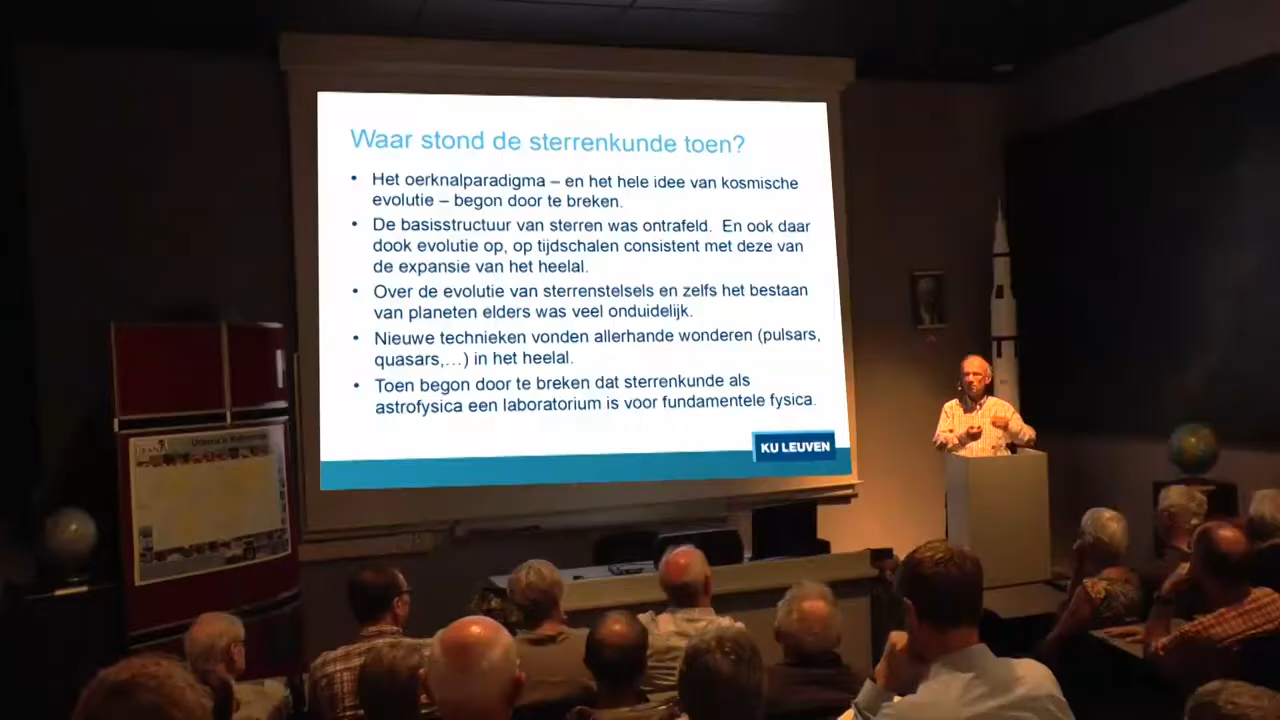 Waar stond de sterrenkunde toen?
• Het oerknalparadigma – en het hele idee van kosmische
evolutie – begon door te breken.
• De basisstructuur van sterren was ontrafeld. En ook daar
dook evolutie op, op tijdschalen consistent met deze van
de expansie van het heelal.
• Over de evolutie van sterrenstelsels en zelfs het bestaan
van planeten elders was veel onduidelijk.
• Nieuwe technieken vonden allerhande wonderen (pulsars,
quasars,…) in het heelal.
• Toen begon door te breken dat sterrenkunde als
astrofysica een laboratorium is voor fundamentele fysica.
KU LEUVEN